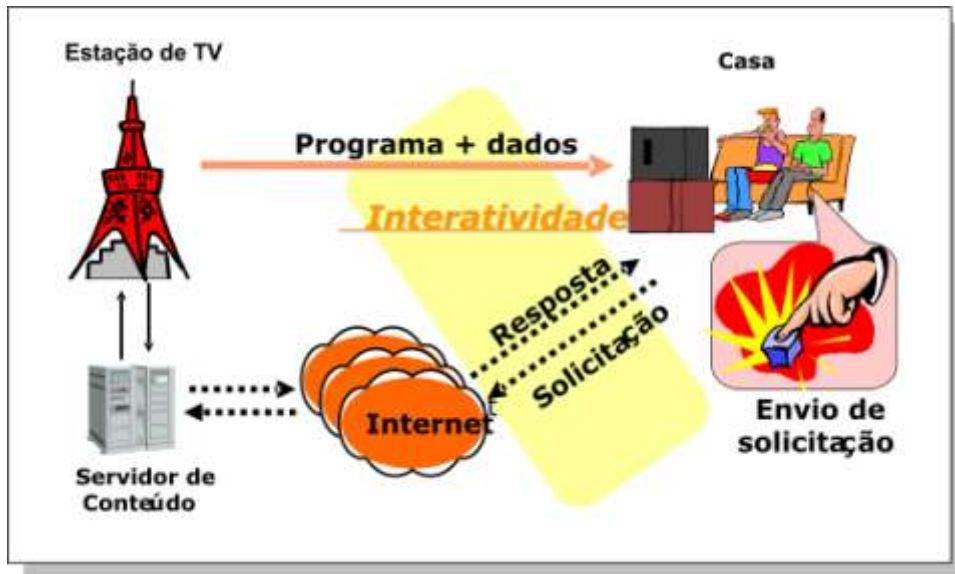 Estação de TV
Casa
Programa + dados
Interatividade
Resposta
Solicitação
Internet
Envio de
solicitação
Servidor de
Conteúdo